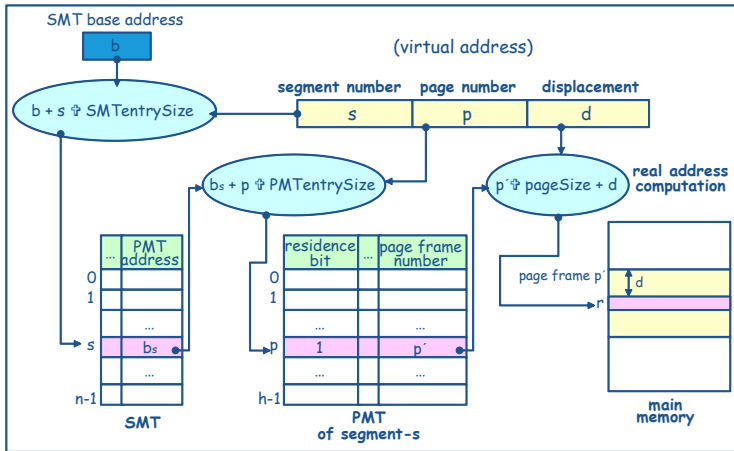 SMT base address
b
(virtual address)
segment number page number displacement
s p d
b + s ✞ SMTentrySize
bs + p ✞ PMTentrySize
p´✞ pageSize + d
real address
computation
... PMT address
0
1
...
s bs
...
n-1
SMT
residence bit ... page frame number
0
1
... ...
p 1 p´
... ...
h-1
PMT
of segment-s
page frame p´
d
r
main
memory